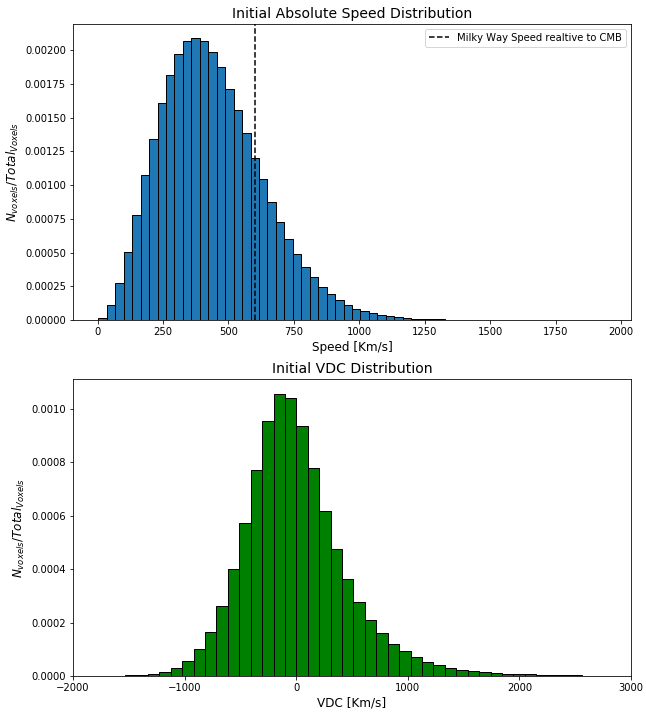 Initial Absolute Speed Distribution
Milky Way Speed realtive to CMB
0.00200
0.00175
0.00150
0.00125
0.00100
0.00075
0.00050
0.00025
0.00000
N_voxels/Total_Voxels
0 250 500 750 1000 1250 1500 1750 2000
Speed [Km/s]
Initial VDC Distribution
0.0010
0.0008
0.0006
0.0004
0.0002
0.0000
N_voxels/Total_Voxels
−2000 −1000 0 1000 2000 3000
VDC [Km/s]